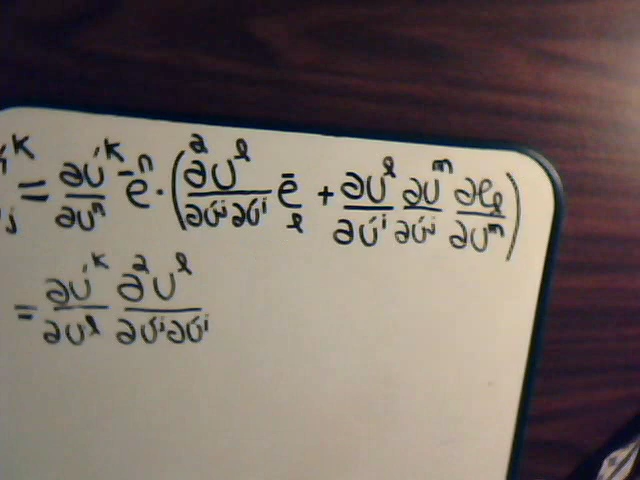 'k j = ∂u'^k/∂u^n ē^n · (∂²u^l/∂u'^j∂u'^i ē_l + ∂u^l/∂u'^i ∂u^m/∂u'^j ∂e_l/∂u^m)
= ∂u'^k/∂u^l ∂²u^l/∂u'^j∂u'^i